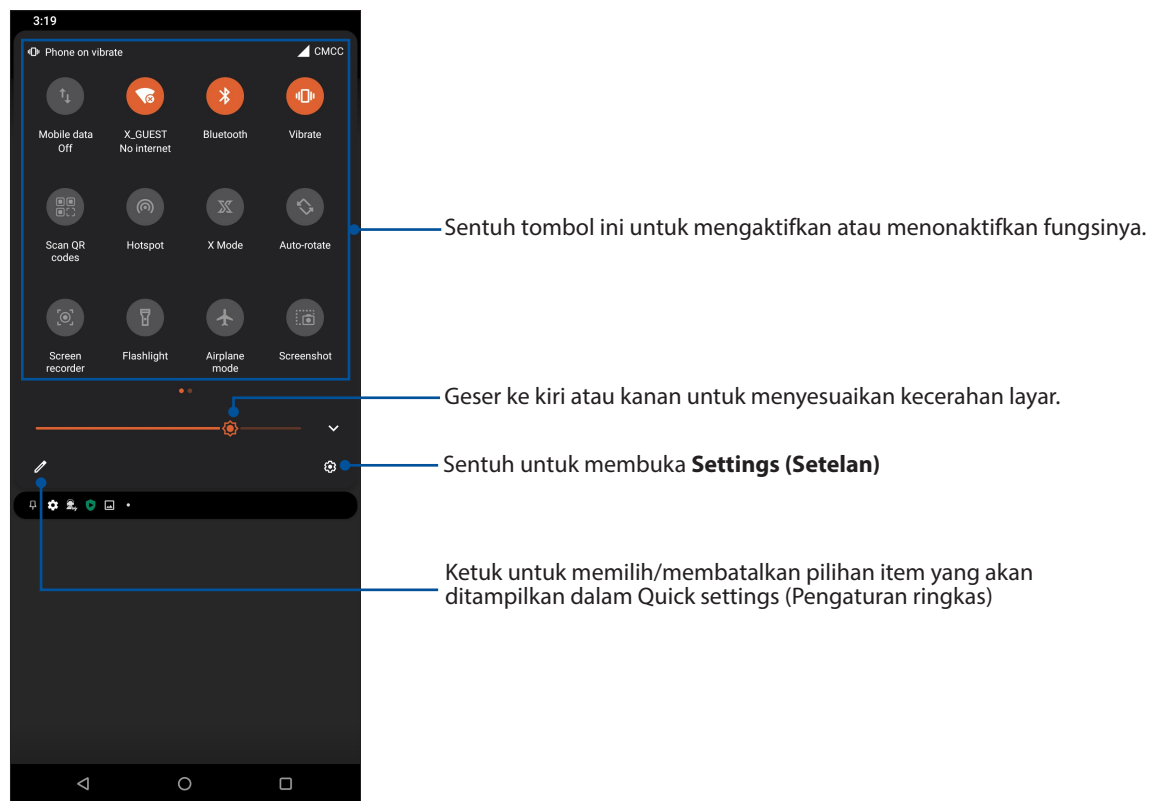 3:19
Phone on vibrate CMCC
Mobile data X_GUEST Bluetooth Vibrate
Off No internet
Sentuh tombol ini untuk mengaktifkan atau menonaktifkan fungsinya.
Scan QR Hotspot X Mode Auto-rotate
codes
Screen Flashlight Airplane Screenshot
recorder mode
Geser ke kiri atau kanan untuk menyesuaikan kecerahan layar.
Sentuh untuk membuka Settings (Setelan)
Ketuk untuk memilih/membatalkan pilihan item yang akan
ditampilkan dalam Quick settings (Pengaturan ringkas)